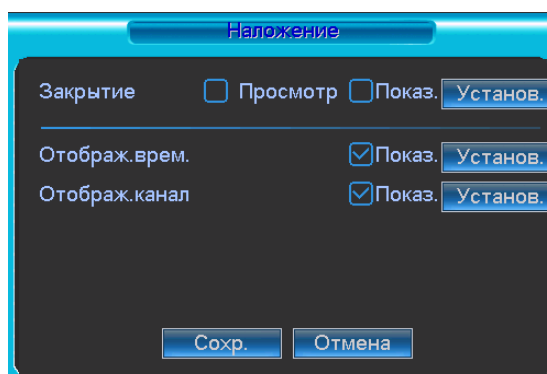 Наложение
Закрытие Просмотр Показ. Установ.
Отображ.врем. Показ. Установ.
Отображ.канал Показ. Установ.
Сохр. Отмена